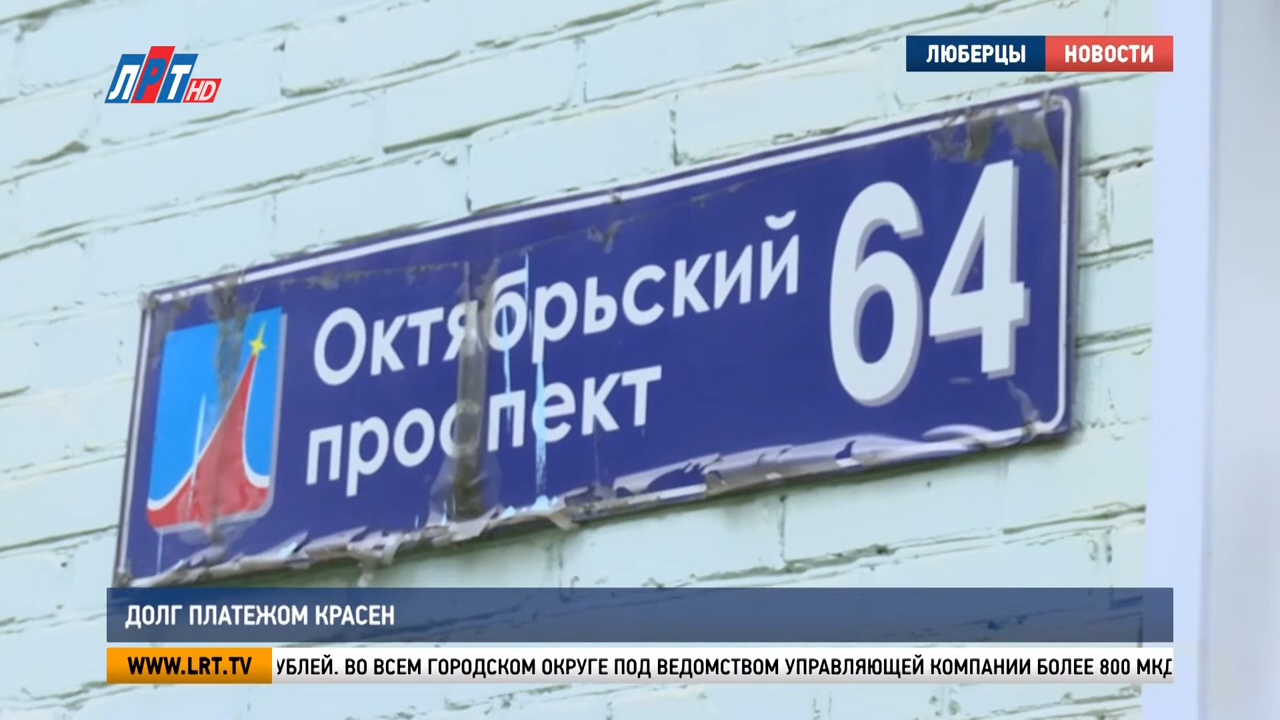 ЛРТ HD
ЛЮБЕРЦЫ НОВОСТИ
Октябрьский
проспект
64
ДОЛГ ПЛАТЕЖОМ КРАСЕН
WWW.LRT.TV
УБЛЕЙ. ВО ВСЕМ ГОРОДСКОМ ОКРУГЕ ПОД ВЕДОМСТВОМ УПРАВЛЯЮЩЕЙ КОМПАНИИ БОЛЕЕ 800 МКД